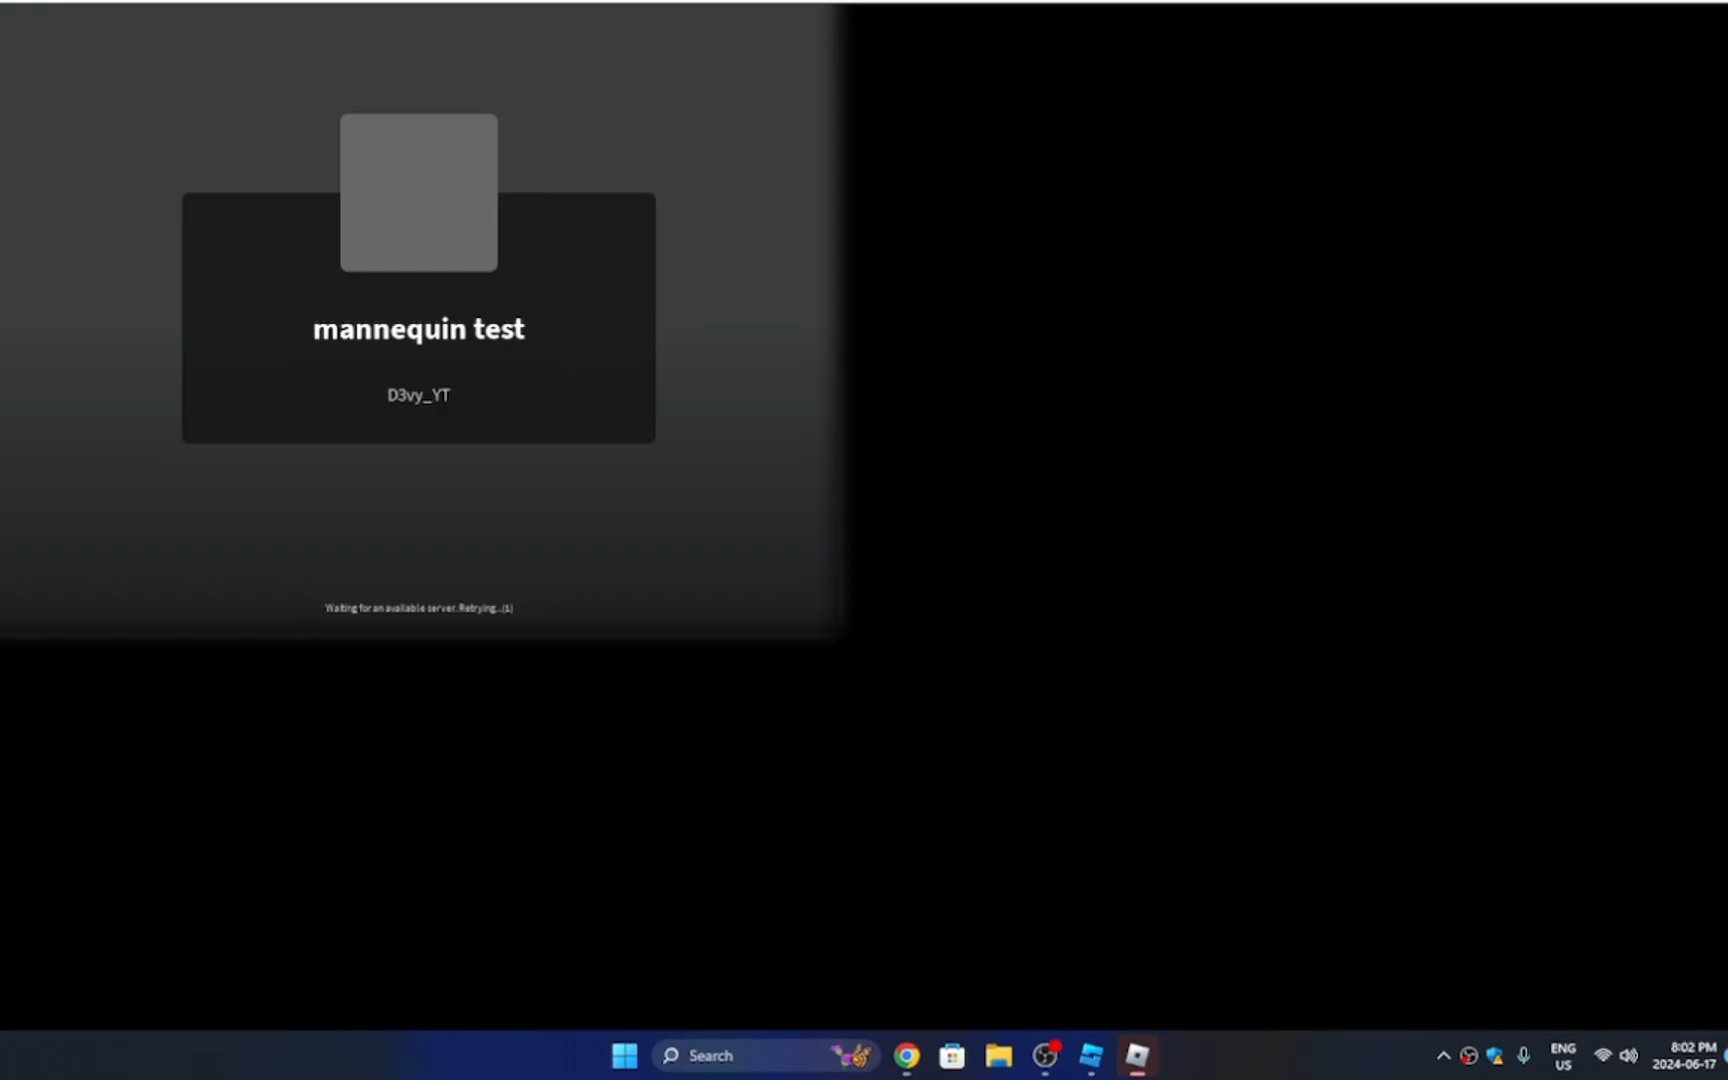 mannequin test
D3vy_YT
Waiting for an available server. Retrying...(1)
Search
ENG
US
8:02 PM
2024-06-17